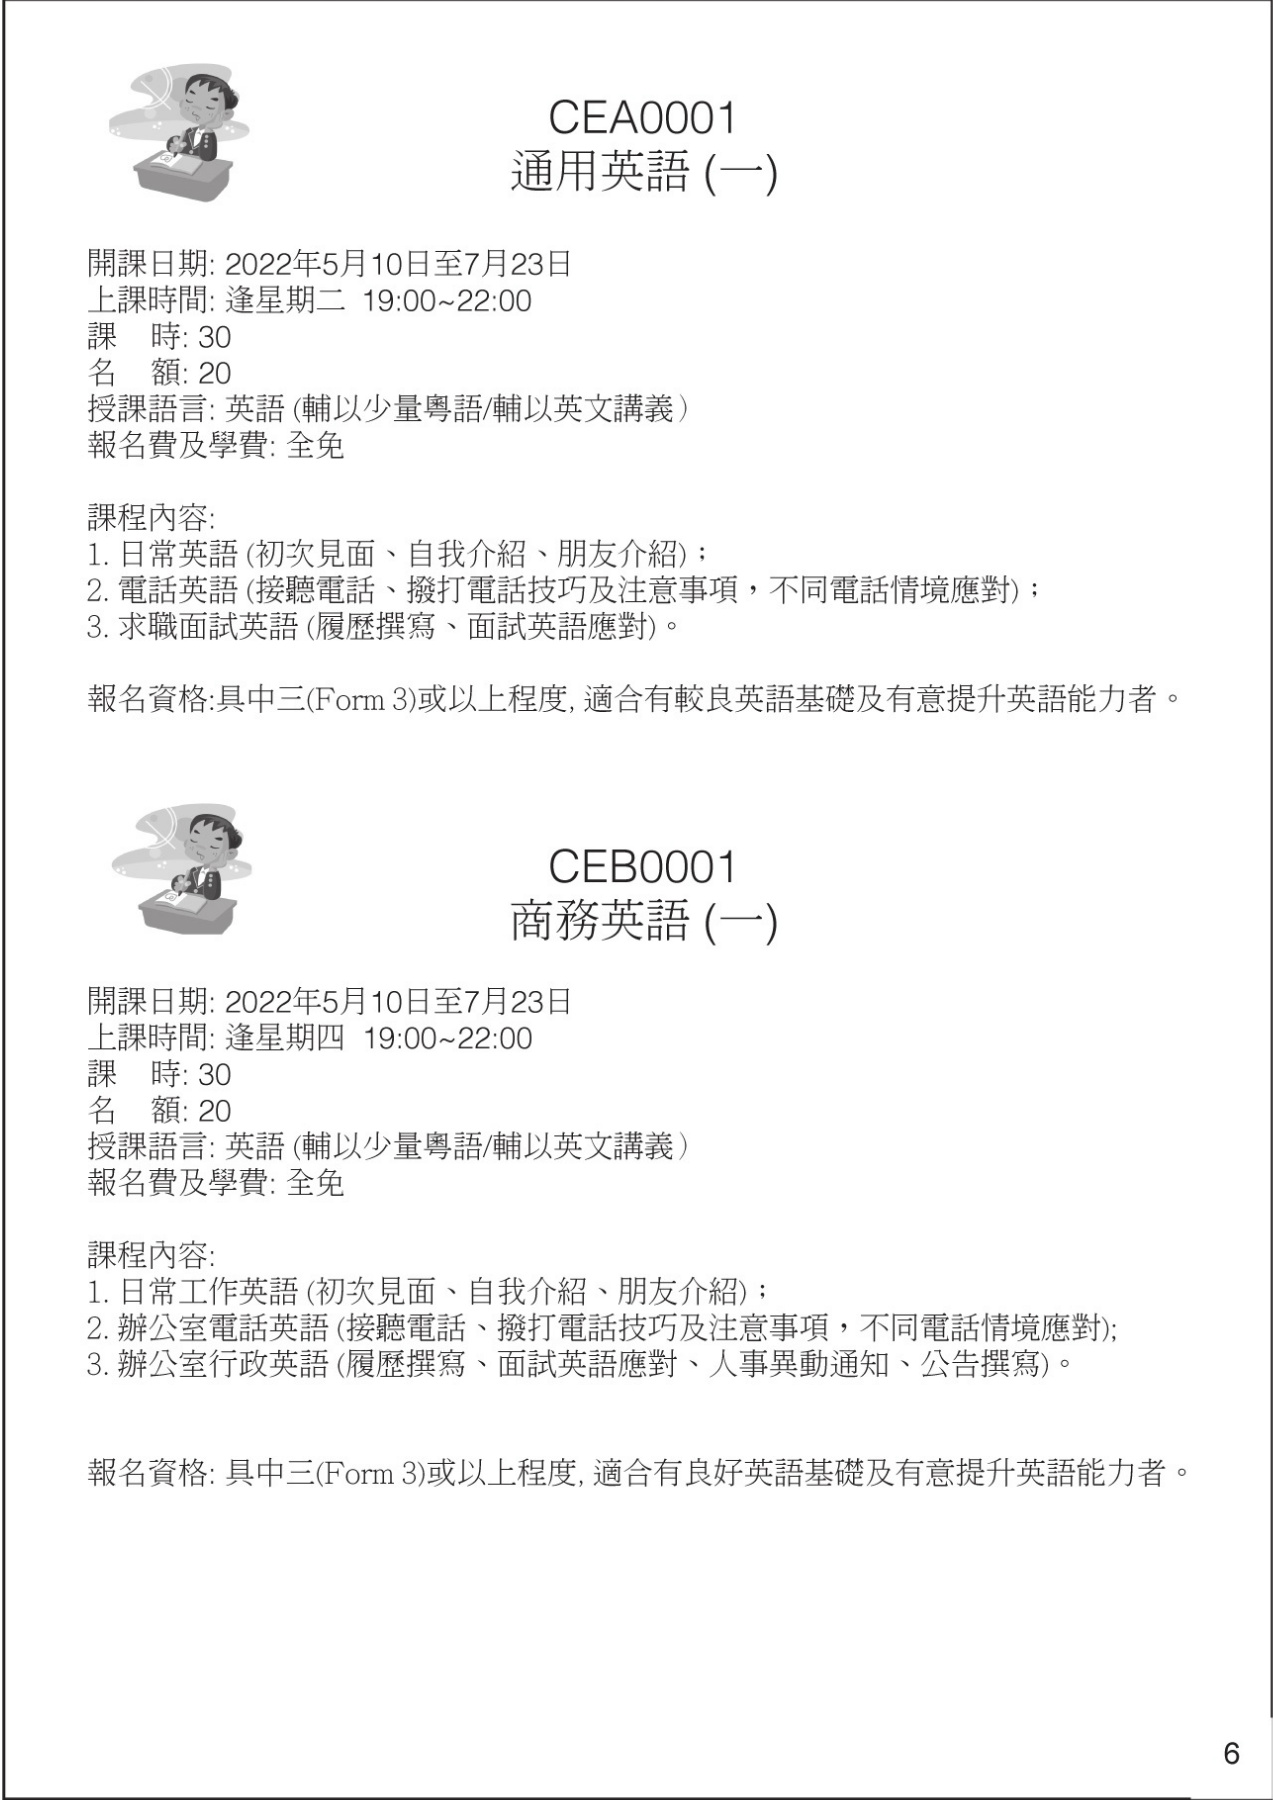 CEA0001
通用英語 (一)
開課日期: 2022年5月10日至7月23日
上課時間: 逢星期二 19:00~22:00
課 時: 30
名 額: 20
授課語言: 英語 (輔以少量粵語/輔以英文講義）
報名費及學費: 全免
課程內容:
1. 日常英語 (初次見面、自我介紹、朋友介紹)；
2. 電話英語 (接聽電話、撥打電話技巧及注意事項，不同電話情境應對)；
3. 求職面試英語 (履歷撰寫、面試英語應對)。
報名資格:具中三(Form 3)或以上程度, 適合有較良英語基礎及有意提升英語能力者。
CEB0001
商務英語 (一)
開課日期: 2022年5月10日至7月23日
上課時間: 逢星期四 19:00~22:00
課 時: 30
名 額: 20
授課語言: 英語 (輔以少量粵語/輔以英文講義）
報名費及學費: 全免
課程內容:
1. 日常工作英語 (初次見面、自我介紹、朋友介紹)；
2. 辦公室電話英語 (接聽電話、撥打電話技巧及注意事項，不同電話情境應對);
3. 辦公室行政英語 (履歷撰寫、面試英語應對、人事異動通知、公告撰寫)。
報名資格: 具中三(Form 3)或以上程度, 適合有良好英語基礎及有意提升英語能力者。
6